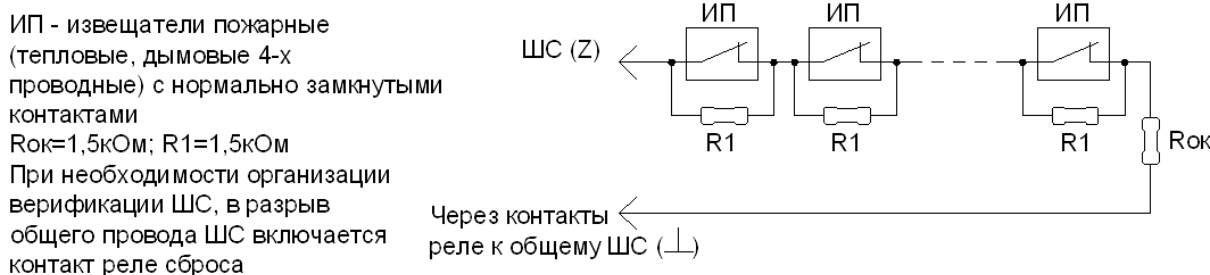 ИП - извещатели пожарные
(тепловые, дымовые 4-х
проводные) с нормально замкнутыми
контактами
Rок=1,5кОм; R1=1,5кОм
При необходимости организации
верификации ШС, в разрыв
общего провода ШС включается
контакт реле сброса
ИП ИП ИП
ШС (Z)
R1 R1 R1
Rок
Через контакты
реле к общему ШС (⊥)